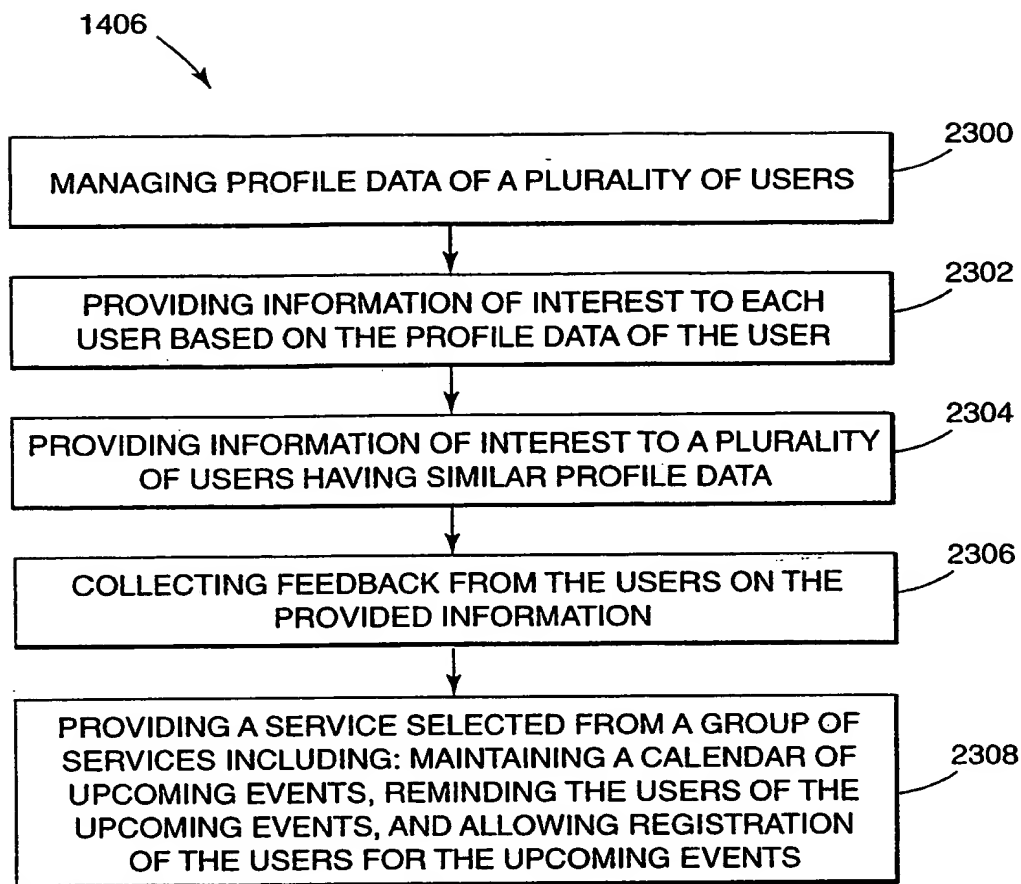 1406
2300
MANAGING PROFILE DATA OF A PLURALITY OF USERS
2302
PROVIDING INFORMATION OF INTEREST TO EACH
USER BASED ON THE PROFILE DATA OF THE USER
2304
PROVIDING INFORMATION OF INTEREST TO A PLURALITY
OF USERS HAVING SIMILAR PROFILE DATA
2306
COLLECTING FEEDBACK FROM THE USERS ON THE
PROVIDED INFORMATION
2308
PROVIDING A SERVICE SELECTED FROM A GROUP OF
SERVICES INCLUDING: MAINTAINING A CALENDAR OF
UPCOMING EVENTS, REMINDING THE USERS OF THE
UPCOMING EVENTS, AND ALLOWING REGISTRATION
OF THE USERS FOR THE UPCOMING EVENTS